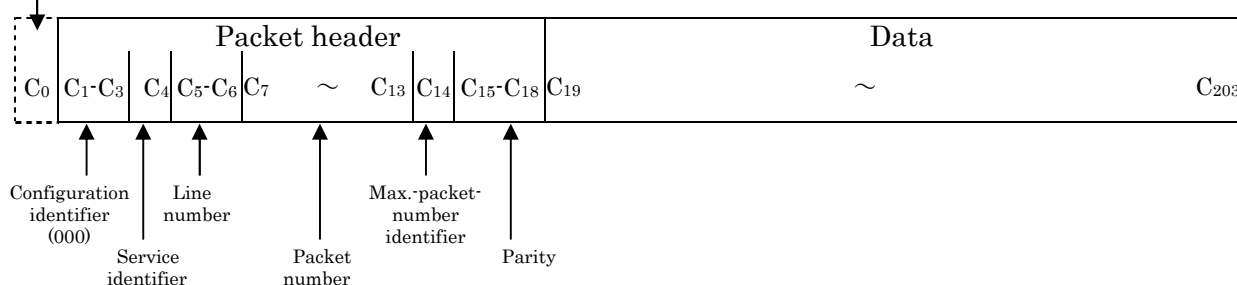 Packet header Data
C₀ C₁-C₃ C₄ C₅-C₆ C₇ ～ C₁₃ C₁₄ C₁₅-C₁₈ C₁₉ ～ C₂₀₃
Configuration
identifier
(000)
Line
number
Max.-packet-
number
identifier
Service
identifier
Packet
number
Parity